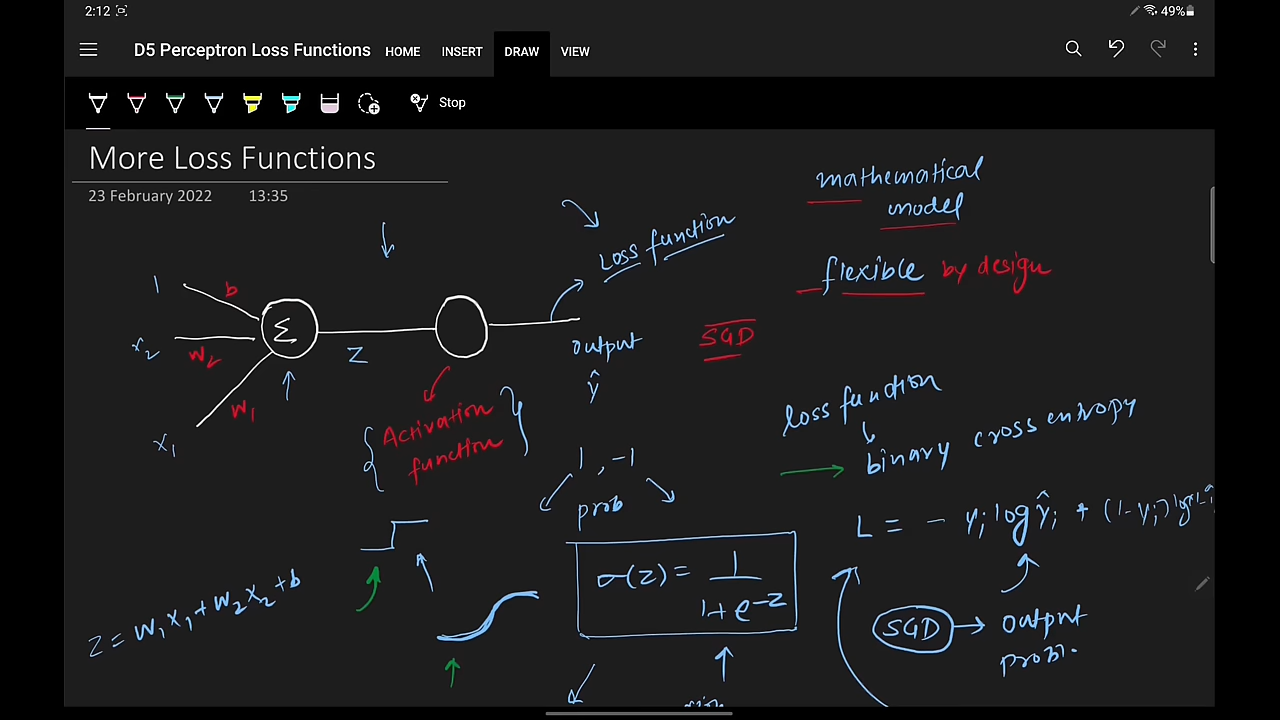 2:12
49%
D5 Perceptron Loss Functions HOME INSERT DRAW VIEW
Stop
More Loss Functions
23 February 2022 13:35
mathematical
model
flexible by design
Loss function
1 b
x₂ w₂
w₁
x₁
Σ
z
output
ŷ
SGD
Activation
function
loss function
binary cross entropy
1, -1
prob
L = - yᵢ log ŷᵢ + (1-yᵢ) log
σ(z) = 1 / 1+e^-z
z = w₁x₁ + w₂x₂ + b
SGD → output
prob.